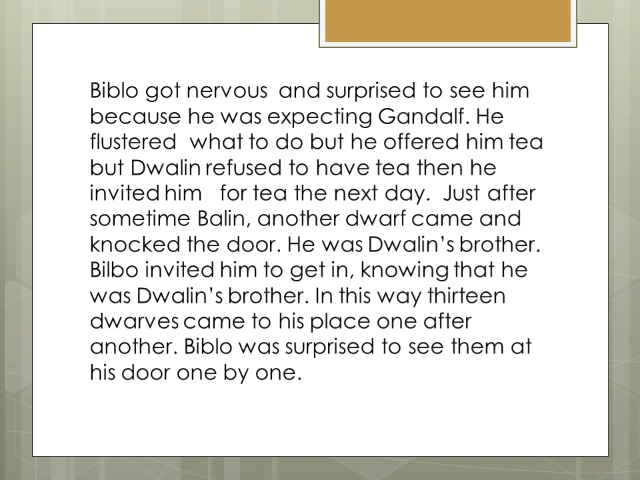 Biblo got nervous  and surprised to see him
because he was expecting Gandalf. He
flustered  what to do but he offered him tea
but Dwalin refused to have tea then he
invited him   for tea the next day.  Just after
sometime Balin, another dwarf came and
knocked the door. He was Dwalin's brother.
Bilbo invited him to get in, knowing that he
was Dwalin's brother. In this way thirteen
dwarves came to his place one after
another. Biblo was surprised to see them at
his door one by one.